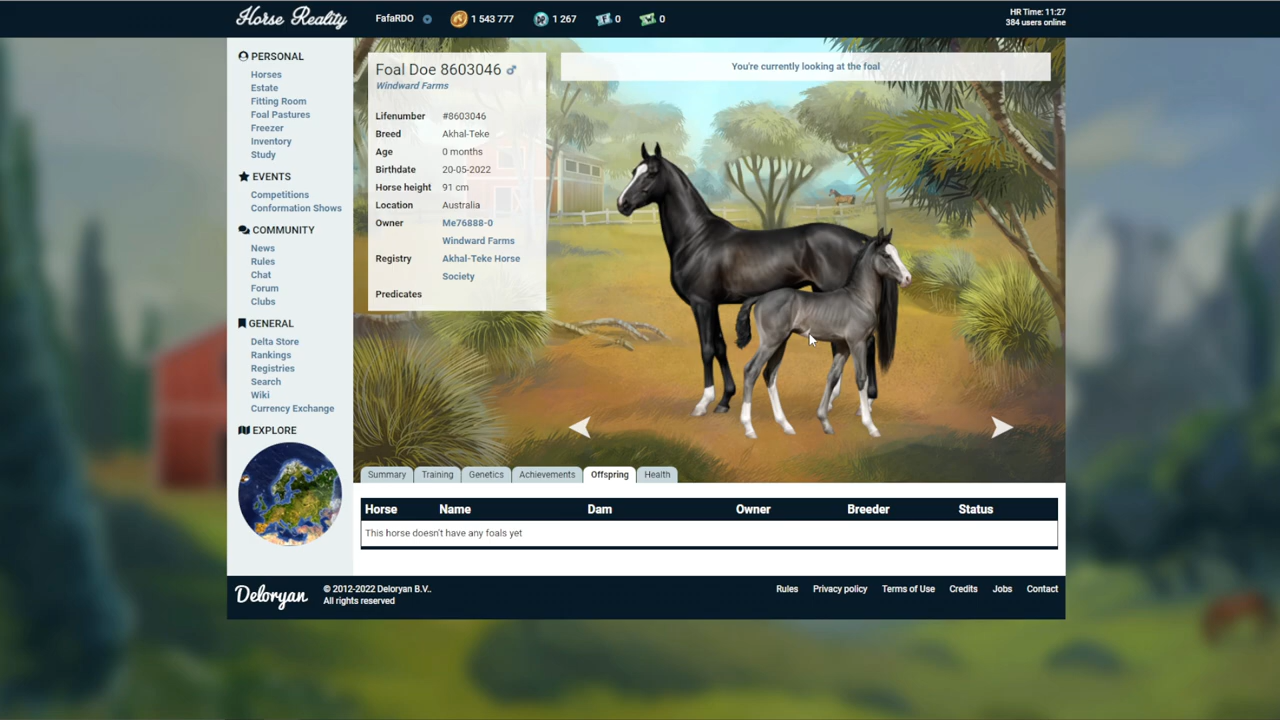 Horse Reality
FafaRDO
1 543 777
1 267
0
0
HR Time: 11:27
384 users online
PERSONAL
Horses
Estate
Fitting Room
Foal Pastures
Freezer
Inventory
Study
EVENTS
Competitions
Conformation Shows
COMMUNITY
News
Rules
Chat
Forum
Clubs
GENERAL
Delta Store
Rankings
Registries
Search
Wiki
Currency Exchange
EXPLORE
Foal Doe 8603046 ♂
Windward Farms
Lifenumber #8603046
Breed Akhal-Teke
Age 0 months
Birthdate 20-05-2022
Horse height 91 cm
Location Australia
Owner Me76888-0
Windward Farms
Registry Akhal-Teke Horse
Society
Predicates
You're currently looking at the foal
Summary Training Genetics Achievements Offspring Health
Horse Name Dam Owner Breeder Status
This horse doesn't have any foals yet
Deloryan
© 2012-2022 Deloryan B.V..
All rights reserved
Rules Privacy policy Terms of Use Credits Jobs Contact